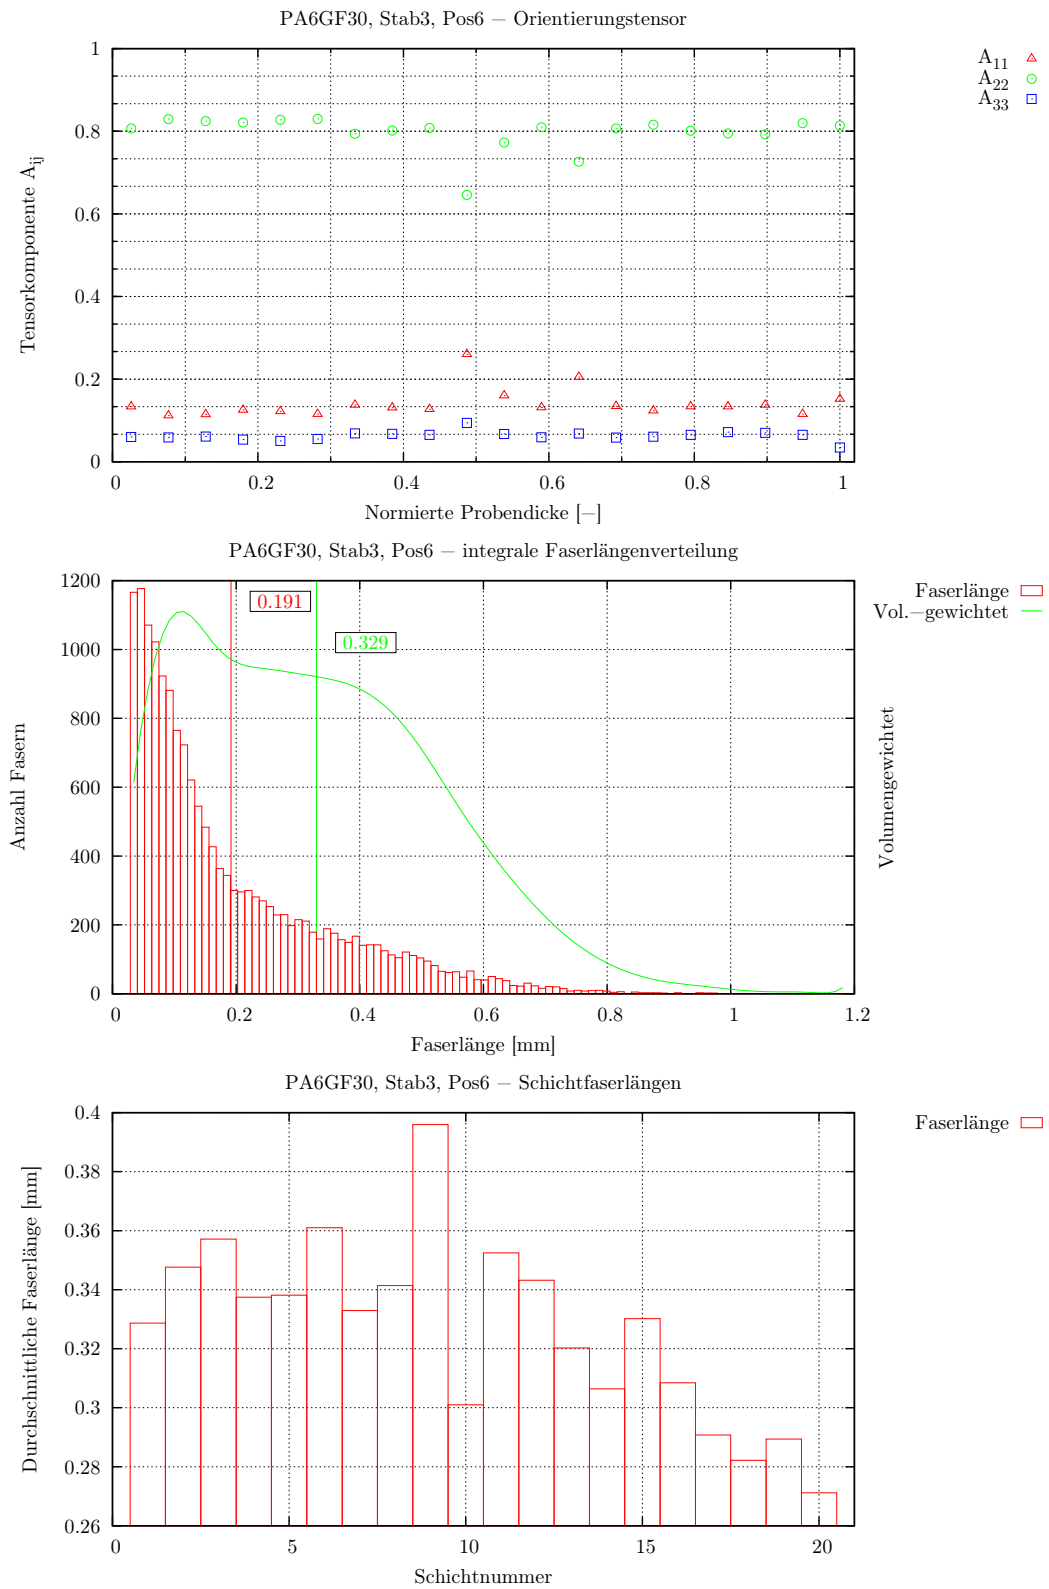 PA6GF30, Stab3, Pos6 − Orientierungstensor
A11
A22
A33
Tensorkomponente Aij
1
0.8
0.6
0.4
0.2
0
0 0.2 0.4 0.6 0.8 1
Normierte Probendicke [−]
PA6GF30, Stab3, Pos6 − integrale Faserlängenverteilung
Faserlänge
Vol.−gewichtet
0.191
0.329
Anzahl Fasern
1200
1000
800
600
400
200
0
Volumengewichtet
0 0.2 0.4 0.6 0.8 1 1.2
Faserlänge [mm]
PA6GF30, Stab3, Pos6 − Schichtfaserlängen
Faserlänge
Durchschnittliche Faserlänge [mm]
0.4
0.38
0.36
0.34
0.32
0.3
0.28
0.26
0 5 10 15 20
Schichtnummer